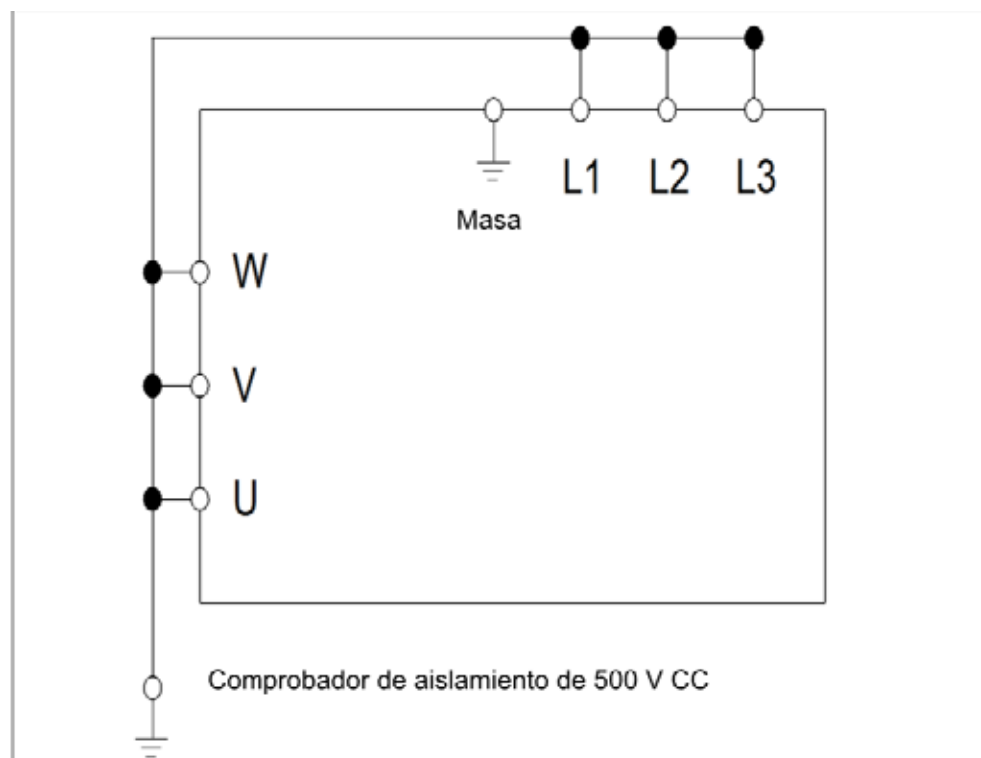 L1 L2 L3
Masa
W
V
U
Comprobador de aislamiento de 500 V CC